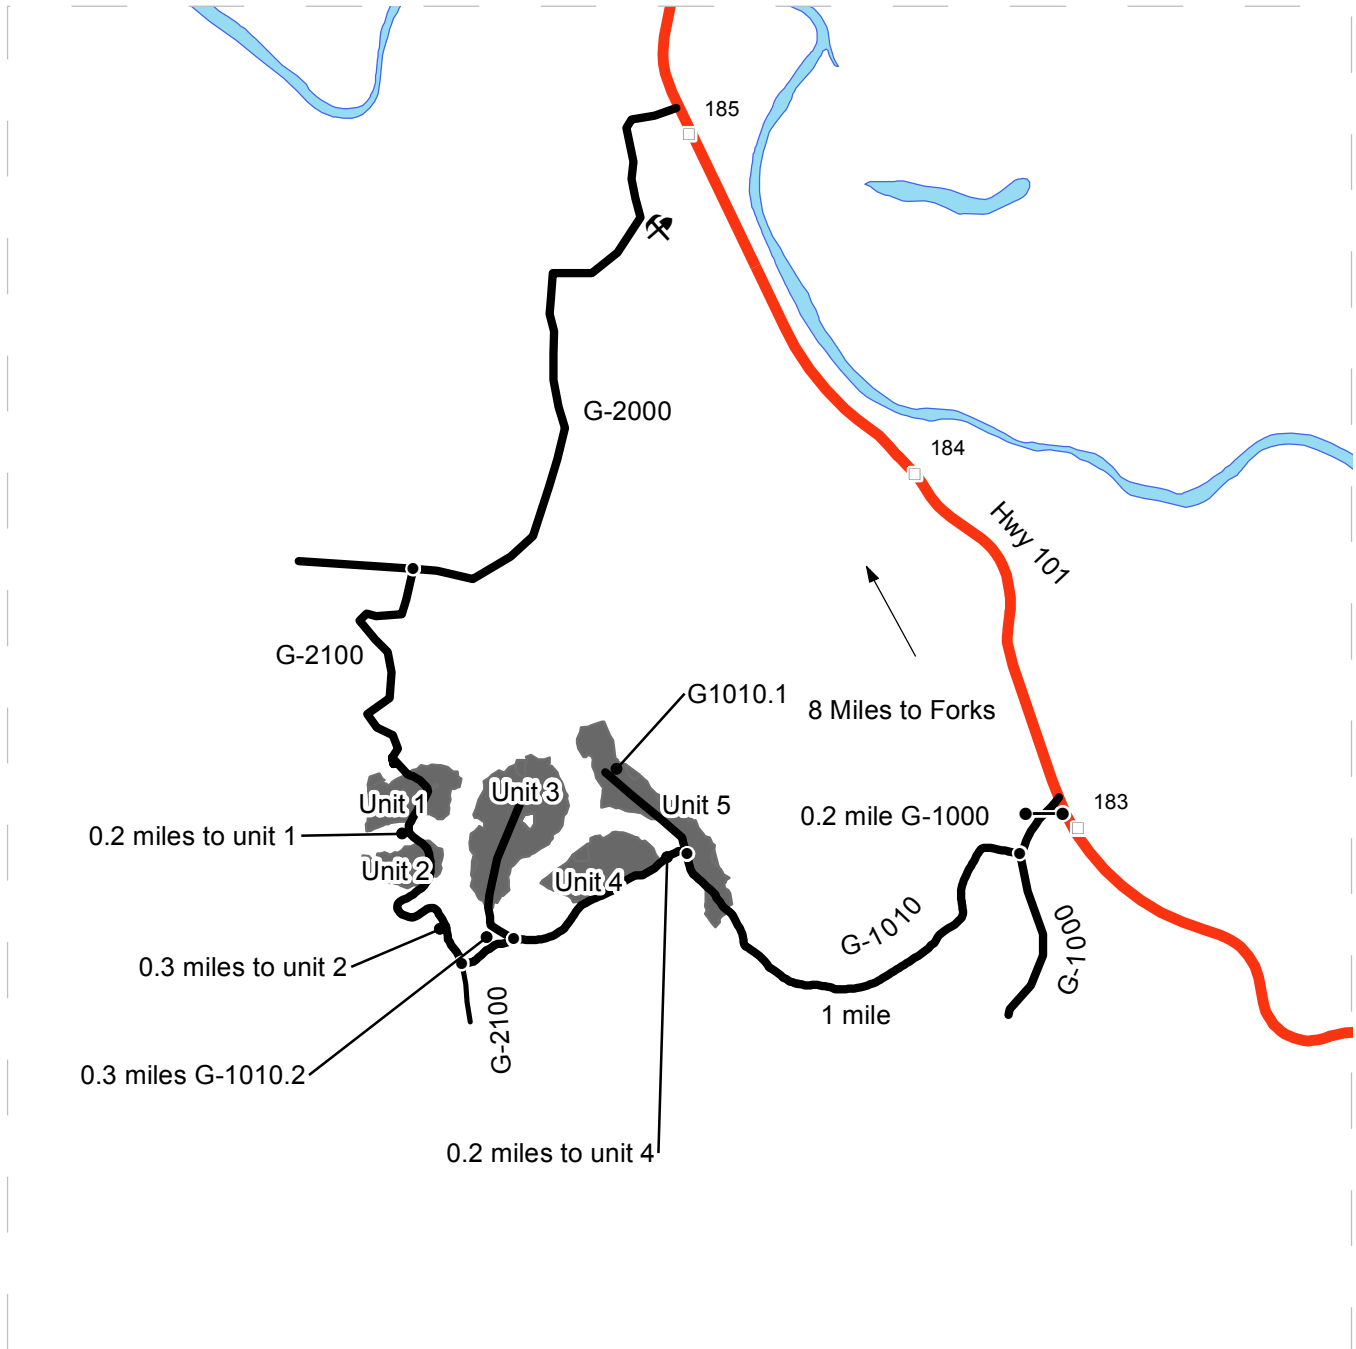 185
G-2000
184
Hwy 101
G-2100
G1010.1
8 Miles to Forks
Unit 3
Unit 1
Unit 5
183
0.2 mile G-1000
0.2 miles to unit 1
Unit 2
Unit 4
G-1010
G-1000
0.3 miles to unit 2
1 mile
G-2100
0.3 miles G-1010.2
0.2 miles to unit 4